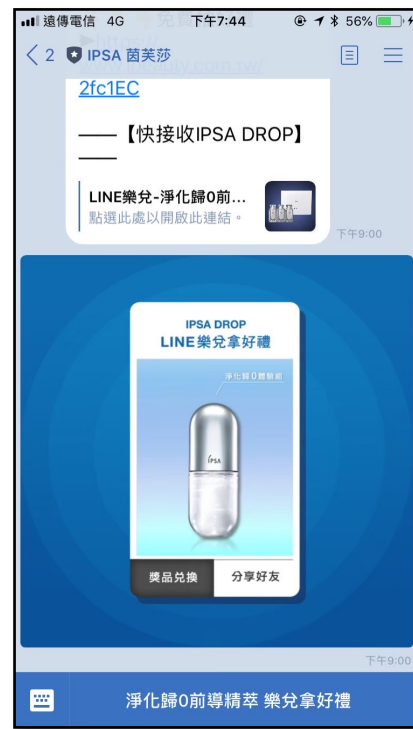 遠傳電信 4G 下午7:44 56%
2 IPSA 茵芙莎
2fc1EC
——【快接收IPSA DROP】
——
LINE樂兌-淨化歸0前...
點選此處以開啟此連結。
下午9:00
IPSA DROP
LINE樂兌拿好禮
淨化歸0體驗組
IPSA
獎品兌換 分享好友
下午9:00
淨化歸0前導精萃 樂兌拿好禮